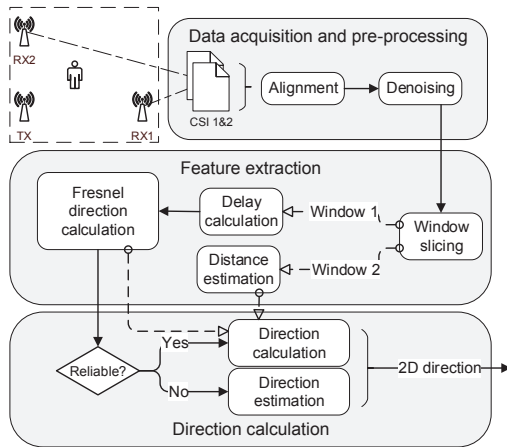 RX2
TX
RX1
Data acquisition and pre-processing
CSI 1&2
Alignment
Denoising
Feature extraction
Fresnel
direction
calculation
Delay
calculation
Window 1
Window
slicing
Distance
estimation
Window 2
Reliable?
Yes
No
Direction
calculation
Direction
estimation
2D direction
Direction calculation